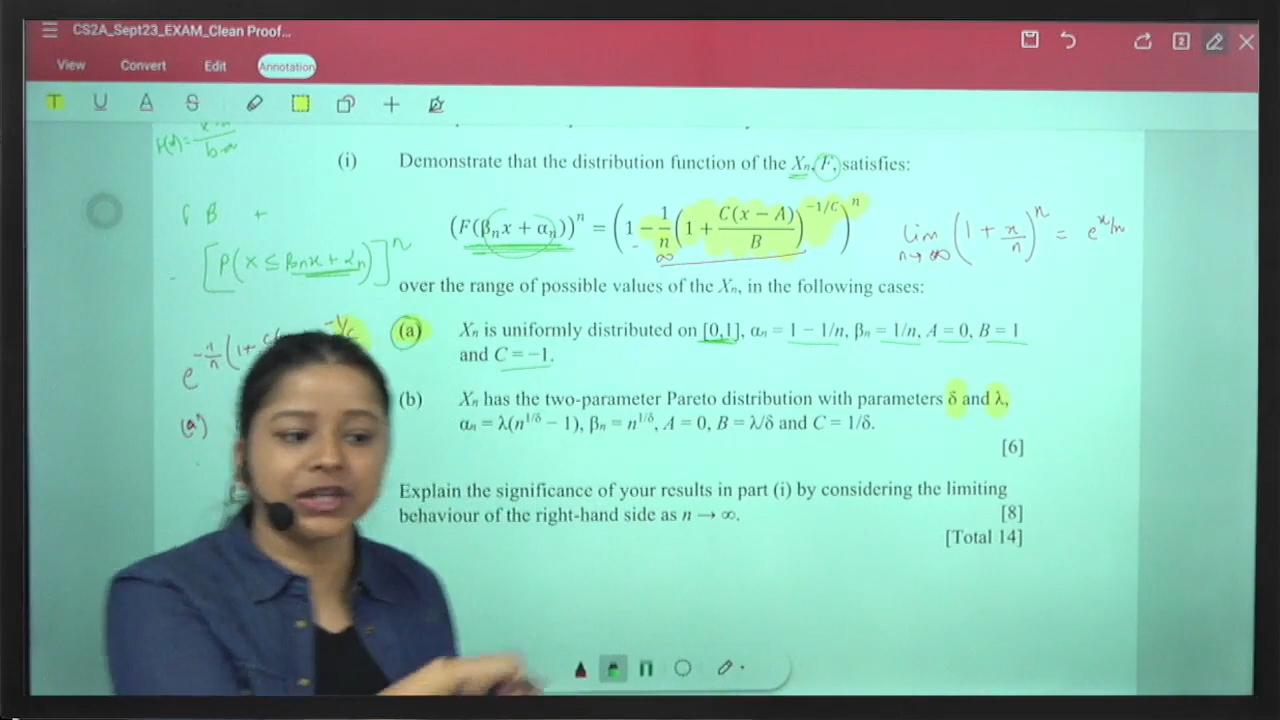 CS2A_Sept23_EXAM_Clean Proof...
View Convert Edit Annotation
(i) Demonstrate that the distribution function of the Xₙ, F, satisfies:
(F(βₙx + αₙ))ⁿ = (1 − 1/n (1 + C(x − A)/B)^(−1/C))ⁿ
∞
lim n→∞ (1 + x/n)ⁿ = e^x/n
[P(X ≤ βₙx + αₙ)]ⁿ
over the range of possible values of the Xₙ, in the following cases:
(a) Xₙ is uniformly distributed on [0,1], αₙ = 1 − 1/n, βₙ = 1/n, A = 0, B = 1
and C = −1.
(b) Xₙ has the two-parameter Pareto distribution with parameters δ and λ,
αₙ = λ(n^(1/δ) − 1), βₙ = n^(1/δ), A = 0, B = λ/δ and C = 1/δ.
(a)
[6]
Explain the significance of your results in part (i) by considering the limiting
behaviour of the right-hand side as n → ∞. [8]
[Total 14]